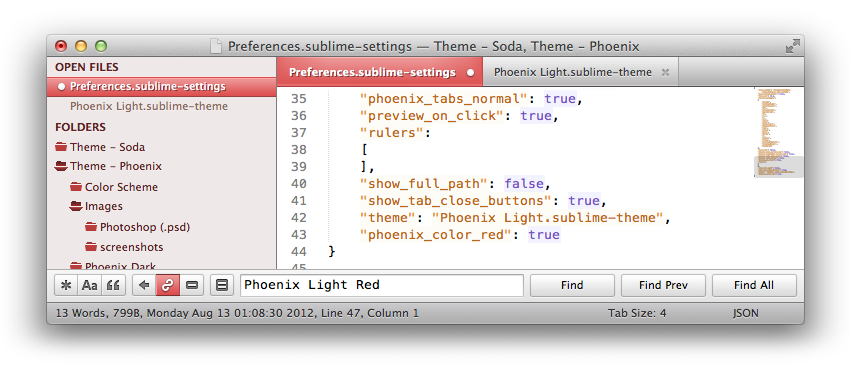 Preferences.sublime-settings — Theme – Soda, Theme – Phoenix
OPEN FILES
Preferences.sublime-settings
Phoenix Light.sublime-theme
FOLDERS
Theme – Soda
Theme – Phoenix
Color Scheme
Images
Photoshop (.psd)
screenshots
Phoenix Dark
Preferences.sublime-settings
Phoenix Light.sublime-theme
35 "phoenix_tabs_normal": true,
36 "preview_on_click": true,
37 "rulers":
38 [
39 ],
40 "show_full_path": false,
41 "show_tab_close_buttons": true,
42 "theme": "Phoenix Light.sublime-theme",
43 "phoenix_color_red": true
44 }
45
Aa
Phoenix Light Red
Find
Find Prev
Find All
13 Words, 799B, Monday Aug 13 01:08:30 2012, Line 47, Column 1
Tab Size: 4
JSON